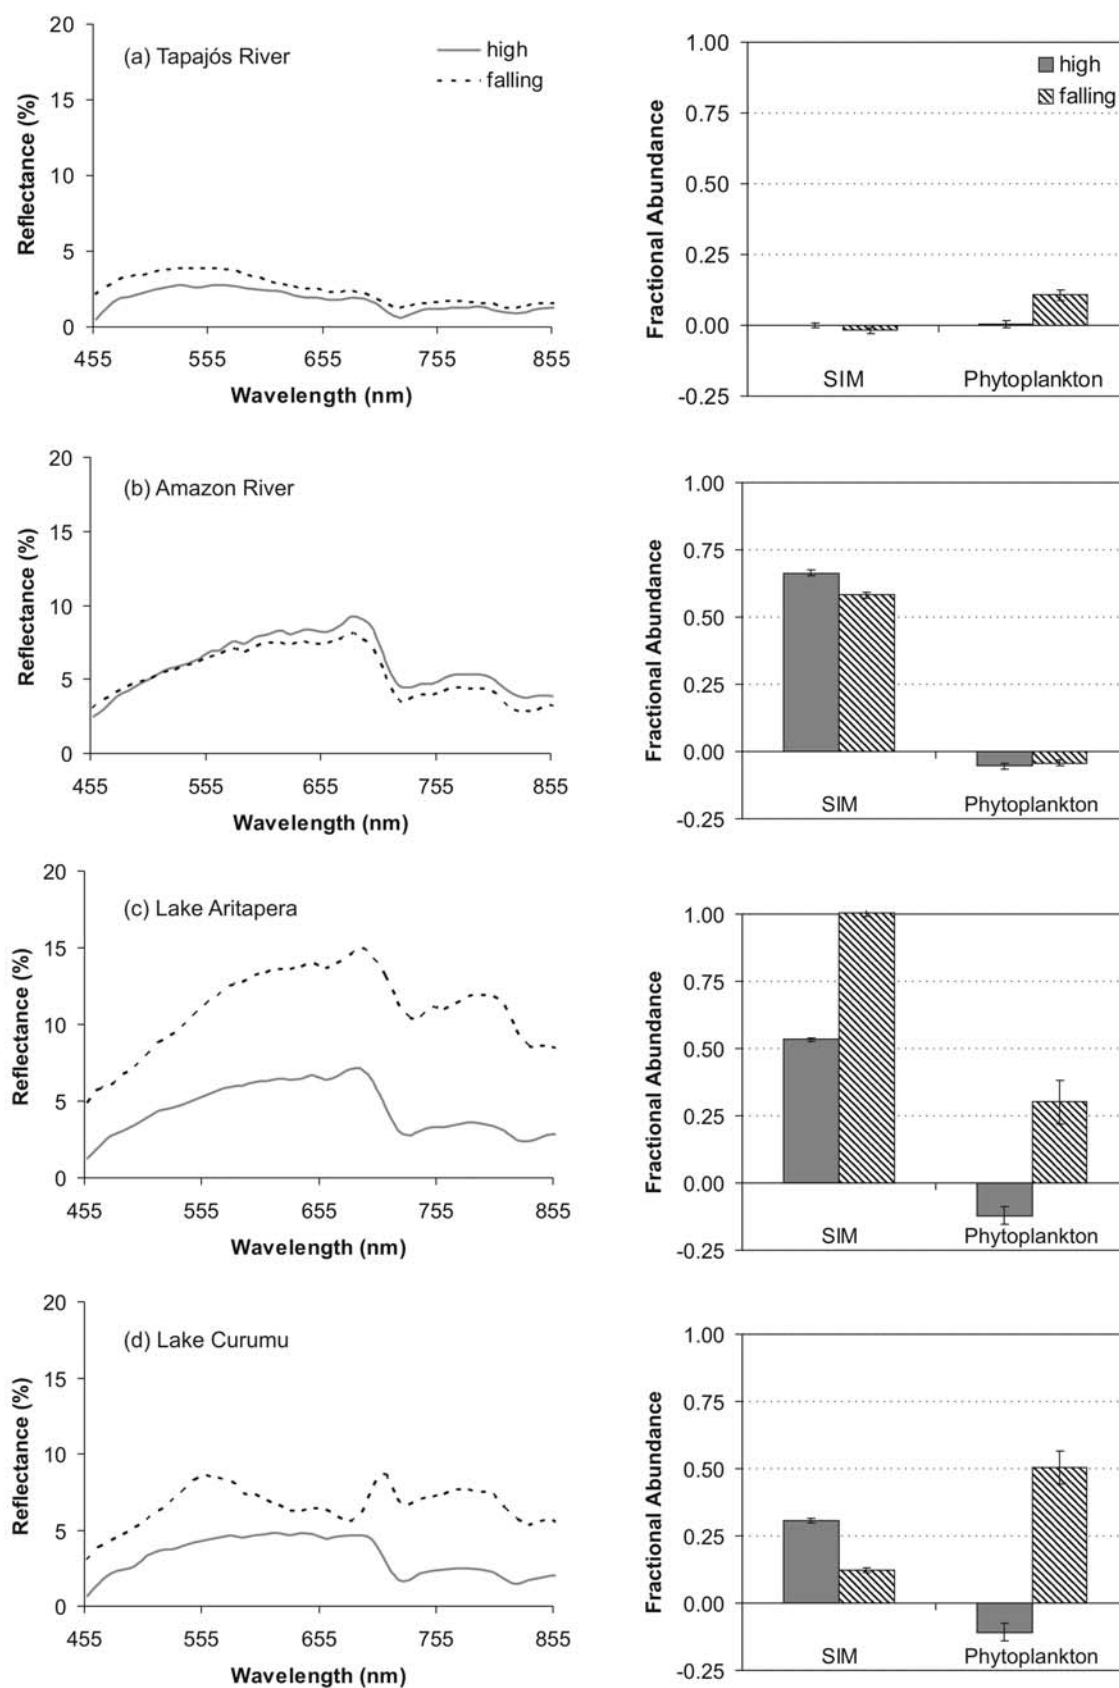 20
15
10
5
0
Reflectance (%)
(a) Tapajós River
high
falling
455 555 655 755 855
Wavelength (nm)
1.00
0.75
0.50
0.25
0.00
-0.25
Fractional Abundance
high
falling
SIM Phytoplankton
20
15
10
5
0
Reflectance (%)
(b) Amazon River
455 555 655 755 855
Wavelength (nm)
1.00
0.75
0.50
0.25
0.00
-0.25
Fractional Abundance
SIM Phytoplankton
20
15
10
5
0
Reflectance (%)
(c) Lake Aritapera
455 555 655 755 855
Wavelength (nm)
1.00
0.75
0.50
0.25
0.00
-0.25
Fractional Abundance
SIM Phytoplankton
20
15
10
5
0
Reflectance (%)
(d) Lake Curumu
455 555 655 755 855
Wavelength (nm)
1.00
0.75
0.50
0.25
0.00
-0.25
Fractional Abundance
SIM Phytoplankton